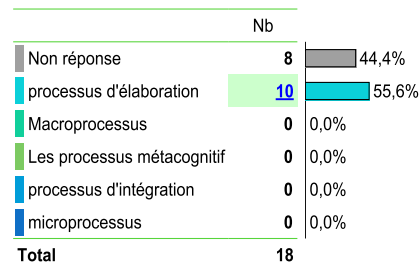 Nb
Non réponse 8 44,4%
processus d'élaboration 10 55,6%
Macroprocessus 0 0,0%
Les processus métacognitif 0 0,0%
processus d'intégration 0 0,0%
microprocessus 0 0,0%
Total 18